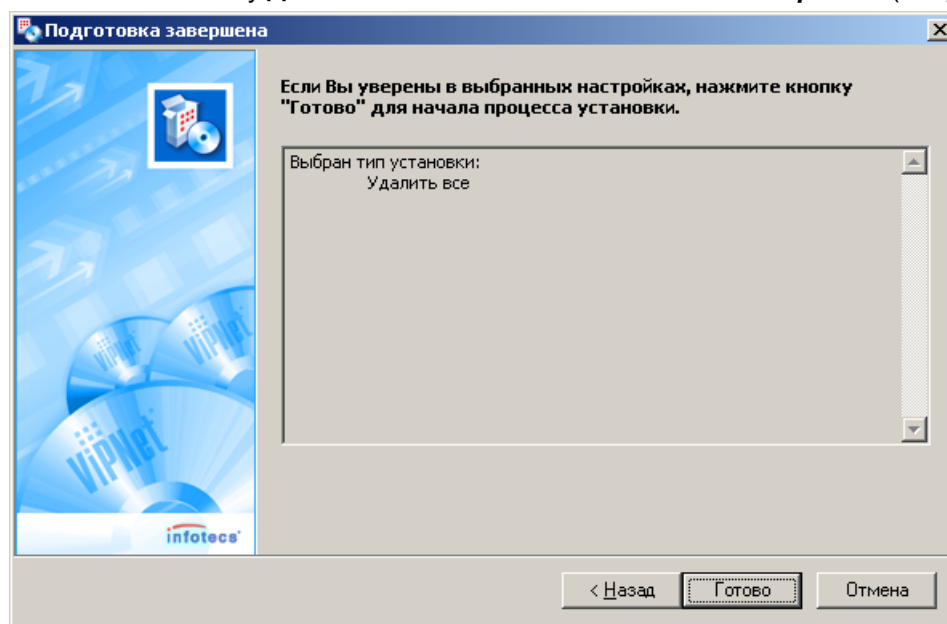 Подготовка завершена
Если Вы уверены в выбранных настройках, нажмите кнопку
"Готово" для начала процесса установки.
Выбран тип установки:
Удалить все
ViPNet
ViPNet
ViPNet
infotecs
< Назад
Готово
Отмена